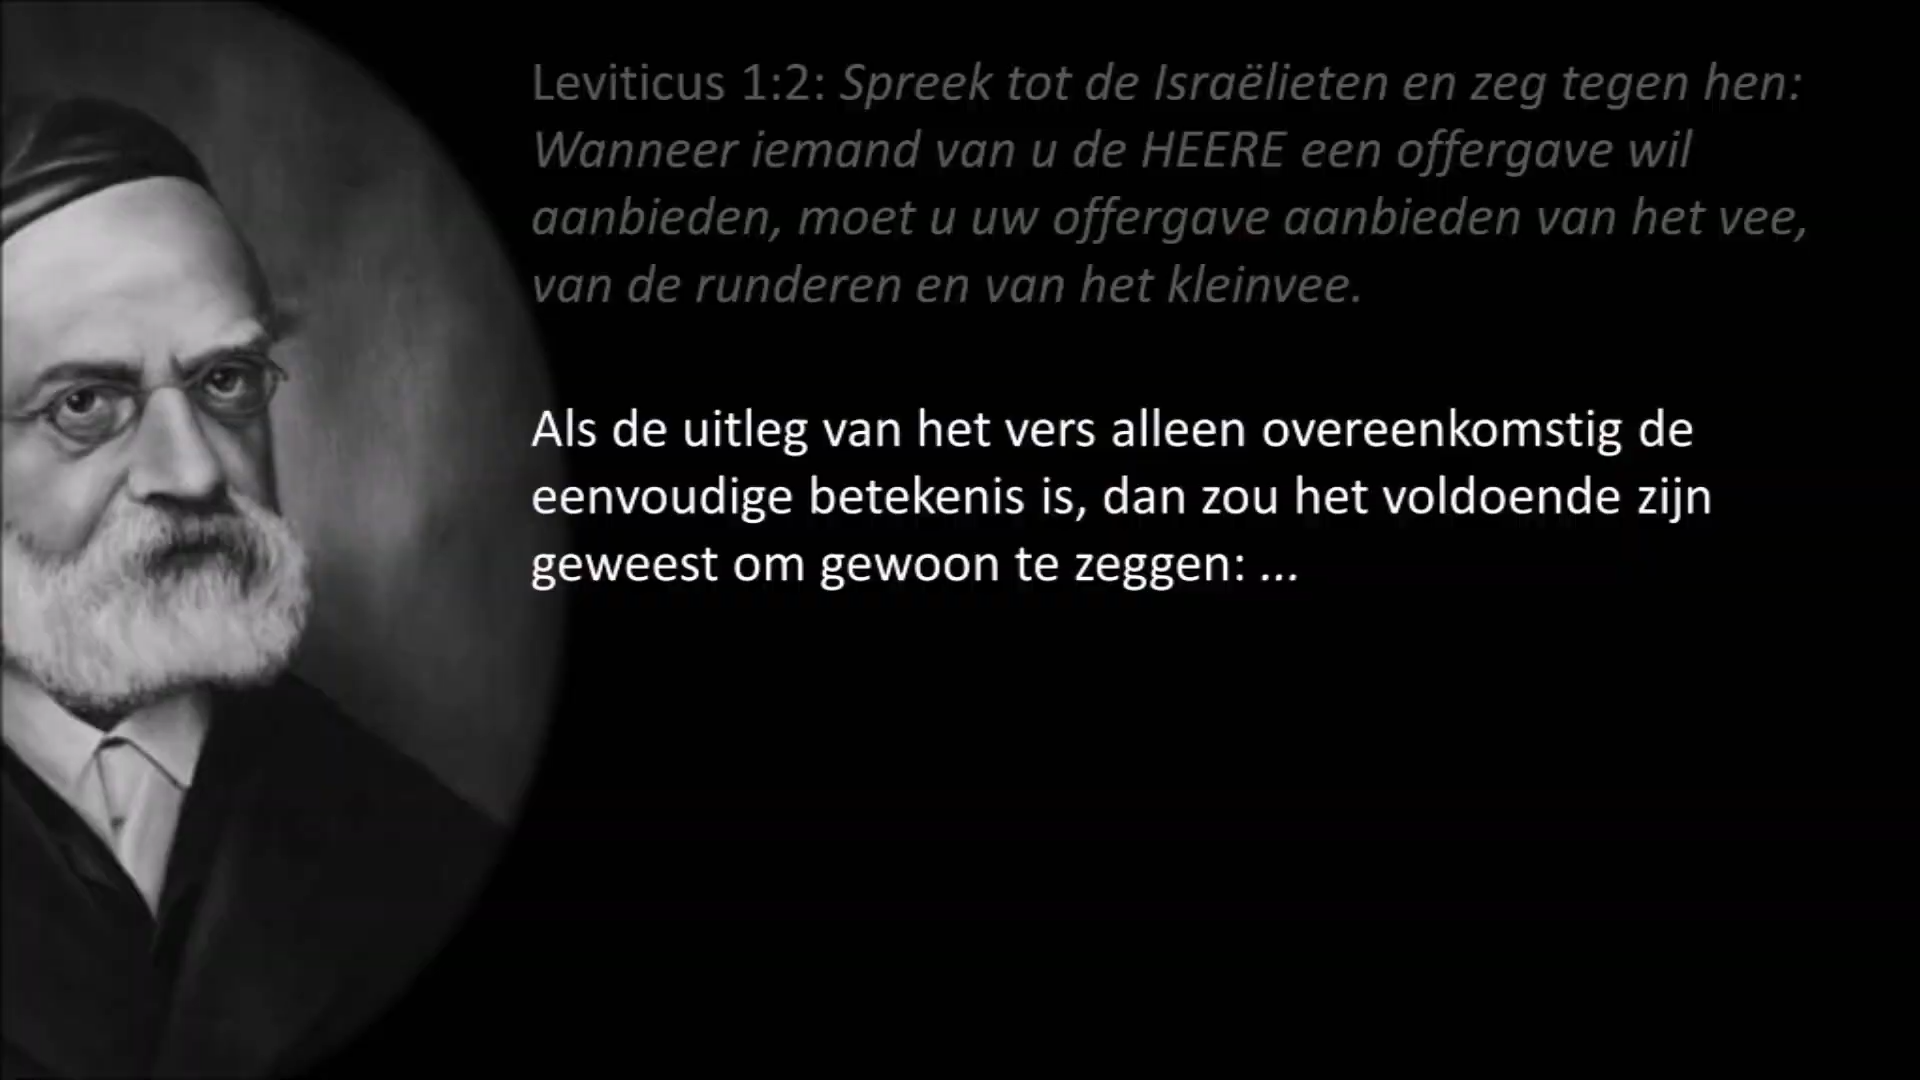 Leviticus 1:2: Spreek tot de Israëlieten en zeg tegen hen:
Wanneer iemand van u de HEERE een offergave wil
aanbieden, moet u uw offergave aanbieden van het vee,
van de runderen en van het kleinvee.
Als de uitleg van het vers alleen overeenkomstig de
eenvoudige betekenis is, dan zou het voldoende zijn
geweest om gewoon te zeggen: ...